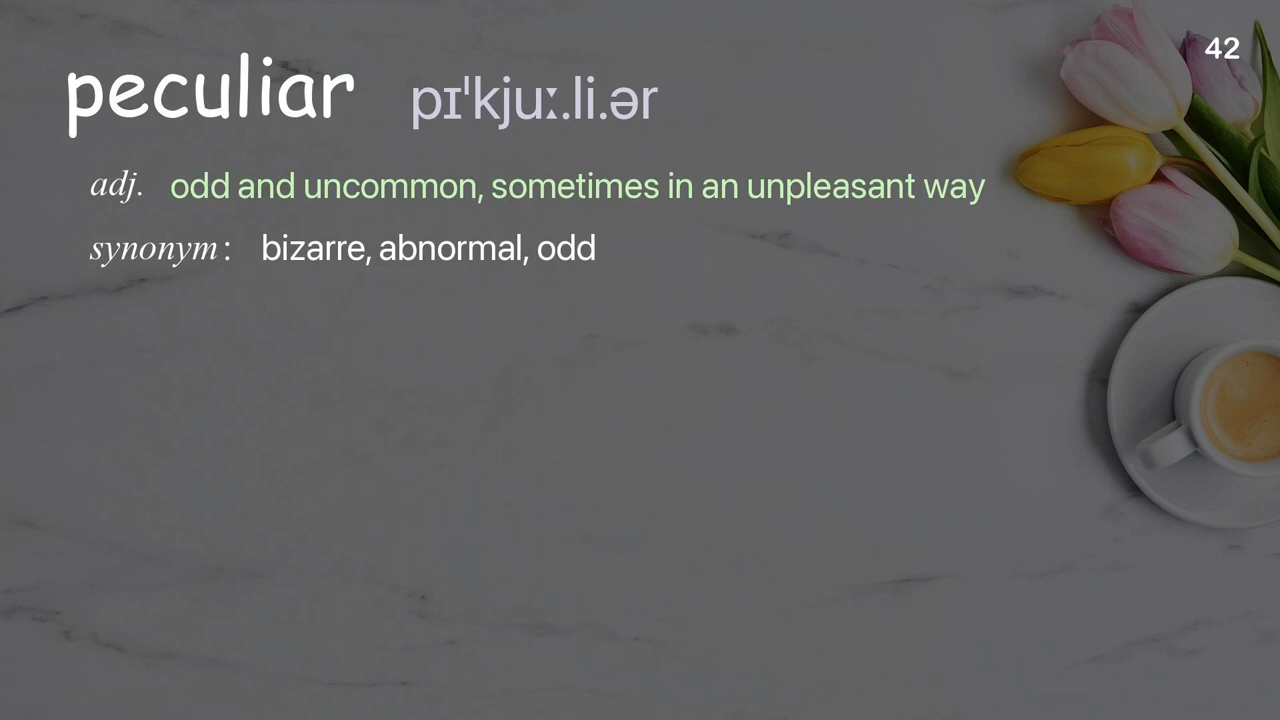 42
peculiar pɪˈkjuː.li.ər
adj. odd and uncommon, sometimes in an unpleasant way
synonym: bizarre, abnormal, odd